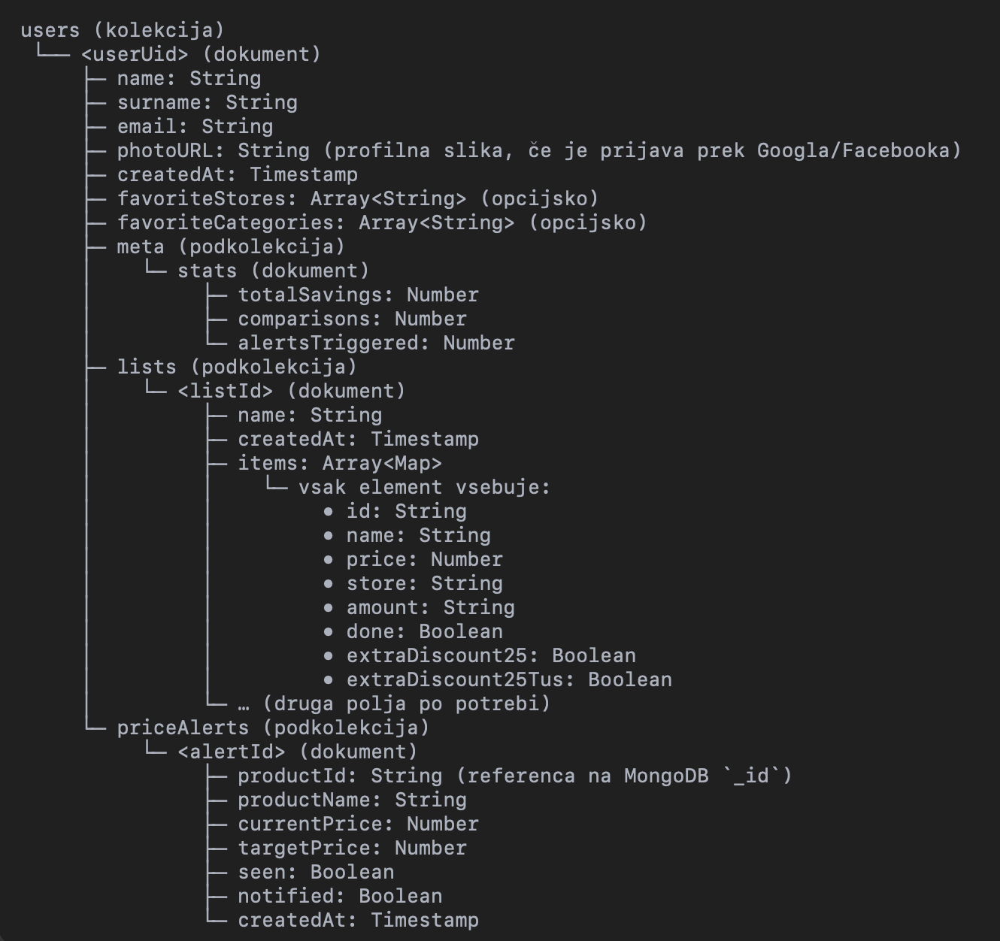 users (kolekcija)
 └── <userUid> (dokument)
     ├─ name: String
     ├─ surname: String
     ├─ email: String
     ├─ photoURL: String (profilna slika, če je prijava prek Googla/Facebooka)
     ├─ createdAt: Timestamp
     ├─ favoriteStores: Array<String> (opcijsko)
     ├─ favoriteCategories: Array<String> (opcijsko)
     ├─ meta (podkolekcija)
     │    └─ stats (dokument)
     │         ├─ totalSavings: Number
     │         ├─ comparisons: Number
     │         └─ alertsTriggered: Number
     ├─ lists (podkolekcija)
     │    └─ <listId> (dokument)
     │         ├─ name: String
     │         ├─ createdAt: Timestamp
     │         ├─ items: Array<Map>
     │         │    └─ vsak element vsebuje:
     │         │         • id: String
     │         │         • name: String
     │         │         • price: Number
     │         │         • store: String
     │         │         • amount: String
     │         │         • done: Boolean
     │         │         • extraDiscount25: Boolean
     │         │         • extraDiscount25Tus: Boolean
     │         └─ … (druga polja po potrebi)
     └─ priceAlerts (podkolekcija)
          └─ <alertId> (dokument)
               ├─ productId: String (referenca na MongoDB `_id`)
               ├─ productName: String
               ├─ currentPrice: Number
               ├─ targetPrice: Number
               ├─ seen: Boolean
               ├─ notified: Boolean
               └─ createdAt: Timestamp